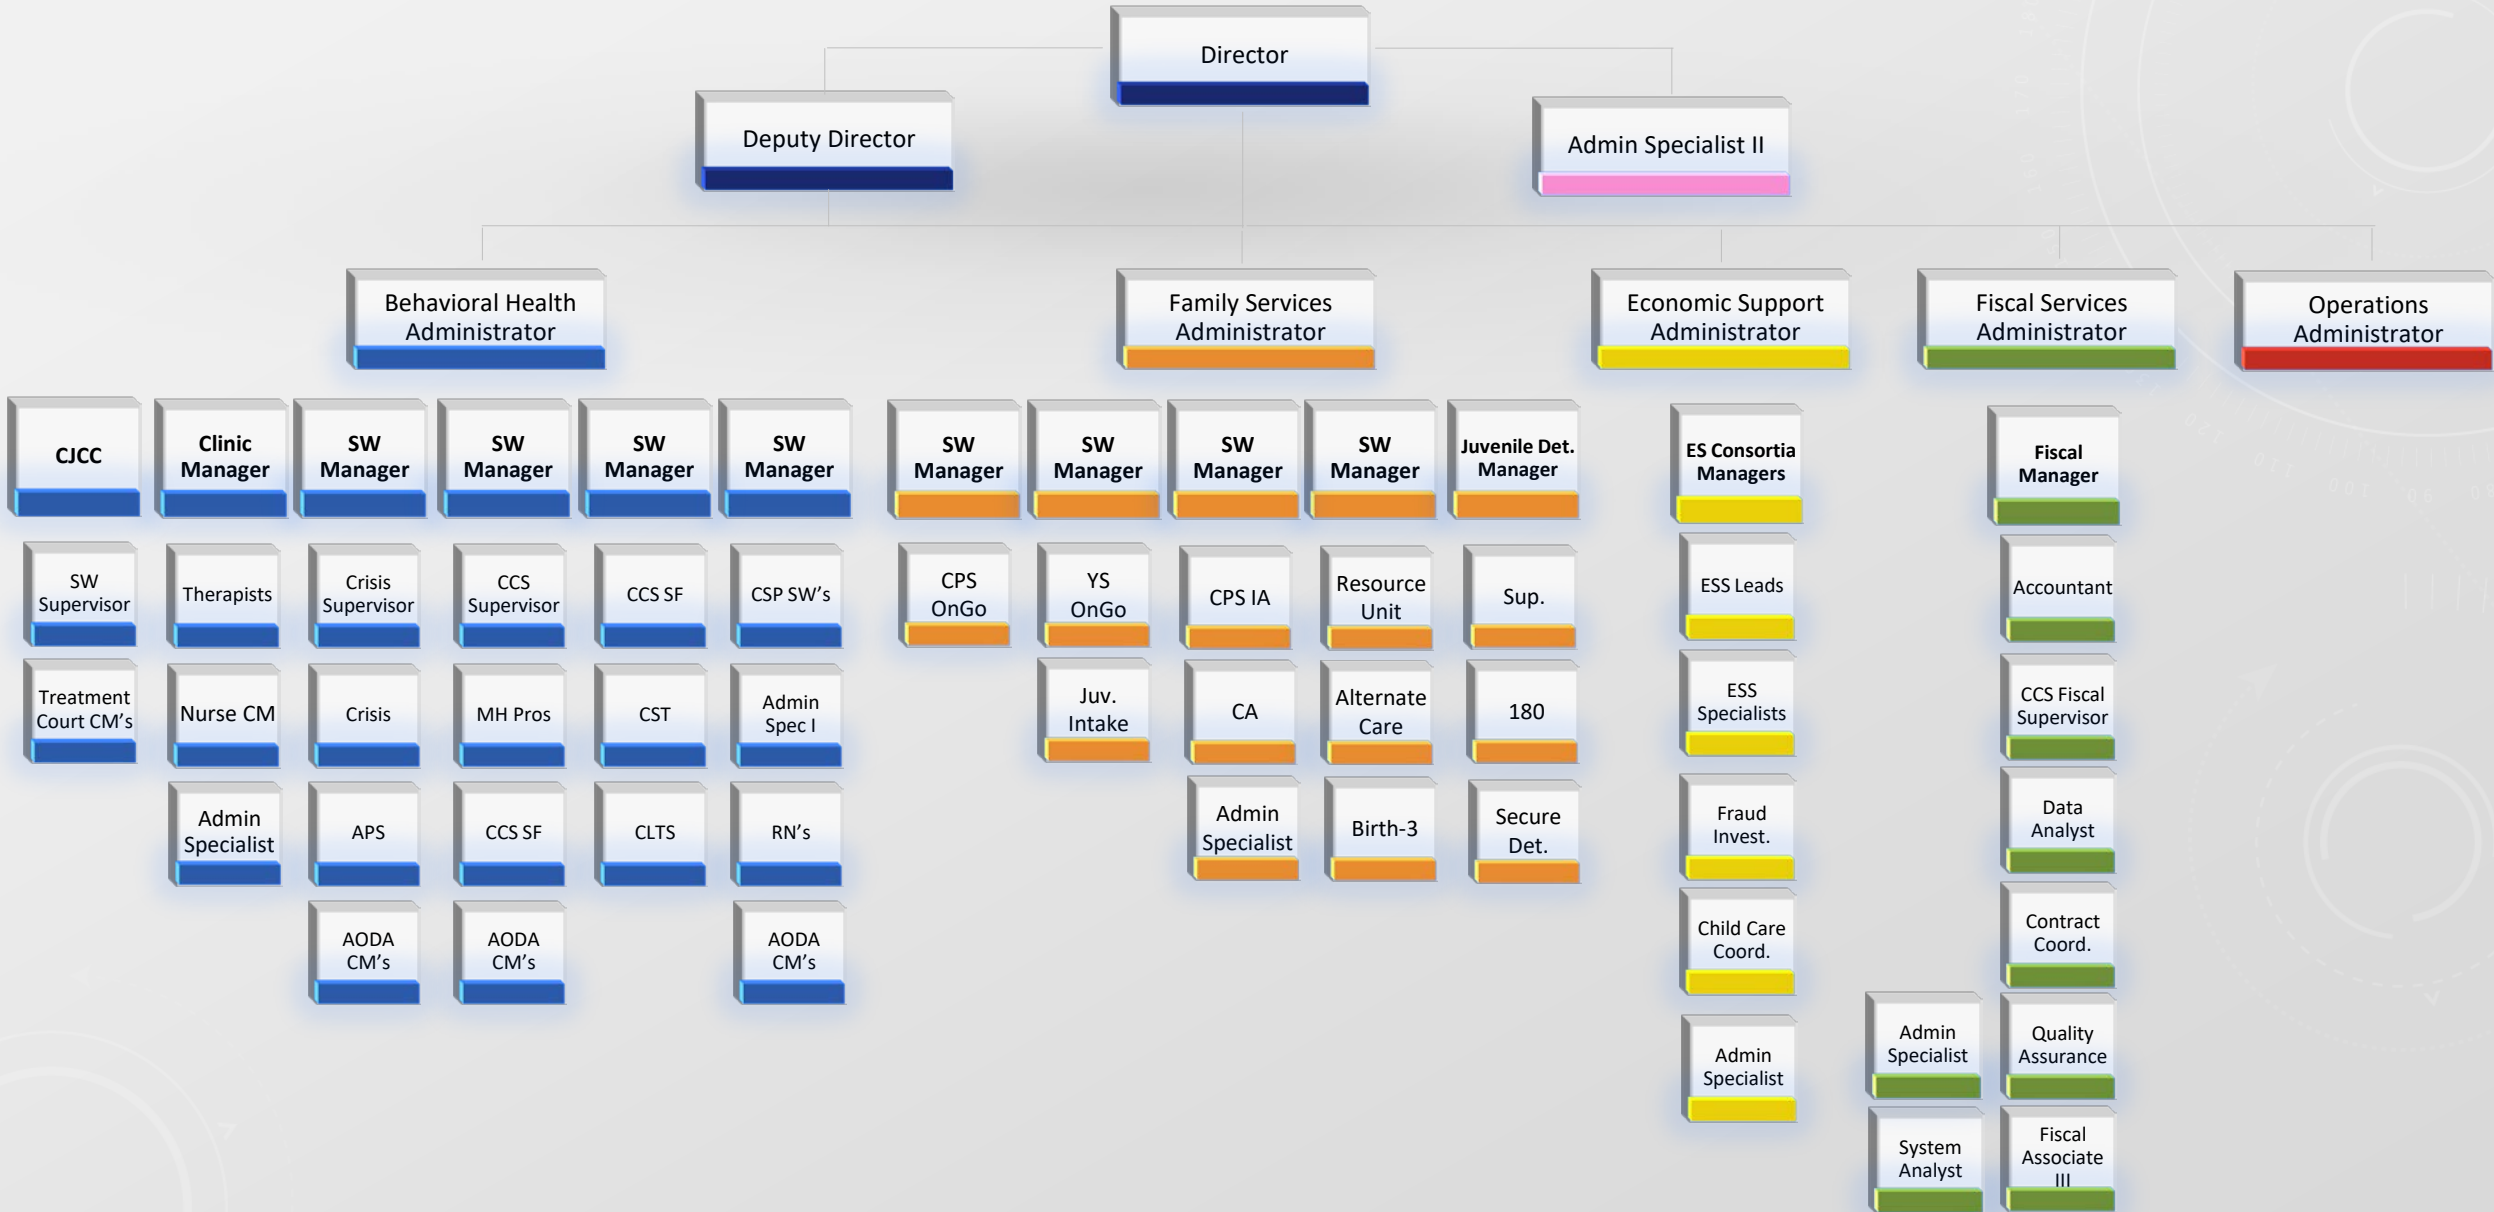 Director
Deputy Director
Admin Specialist II
Behavioral Health
Administrator
Family Services
Administrator
Economic Support
Administrator
Fiscal Services
Administrator
Operations
Administrator
CJCC
Clinic
Manager
SW
Manager
SW
Manager
SW
Manager
SW
Manager
SW
Manager
SW
Manager
SW
Manager
SW
Manager
Juvenile Det.
Manager
ES Consortia
Managers
Fiscal
Manager
SW
Supervisor
Therapists
Crisis
Supervisor
CCS
Supervisor
CCS SF
CSP SW's
CPS
OnGo
YS
OnGo
CPS IA
Resource
Unit
Sup.
ESS Leads
Accountant
Treatment
Court CM's
Nurse CM
Crisis
MH Pros
CST
Admin
Spec I
Juv.
Intake
CA
Alternate
Care
180
ESS
Specialists
CCS Fiscal
Supervisor
Admin
Specialist
APS
CCS SF
CLTS
RN's
Admin
Specialist
Birth-3
Secure
Det.
Fraud
Invest.
Data
Analyst
AODA
CM's
AODA
CM's
AODA
CM's
Child Care
Coord.
Contract
Coord.
Admin
Specialist
Admin
Specialist
Quality
Assurance
System
Analyst
Fiscal
Associate
III